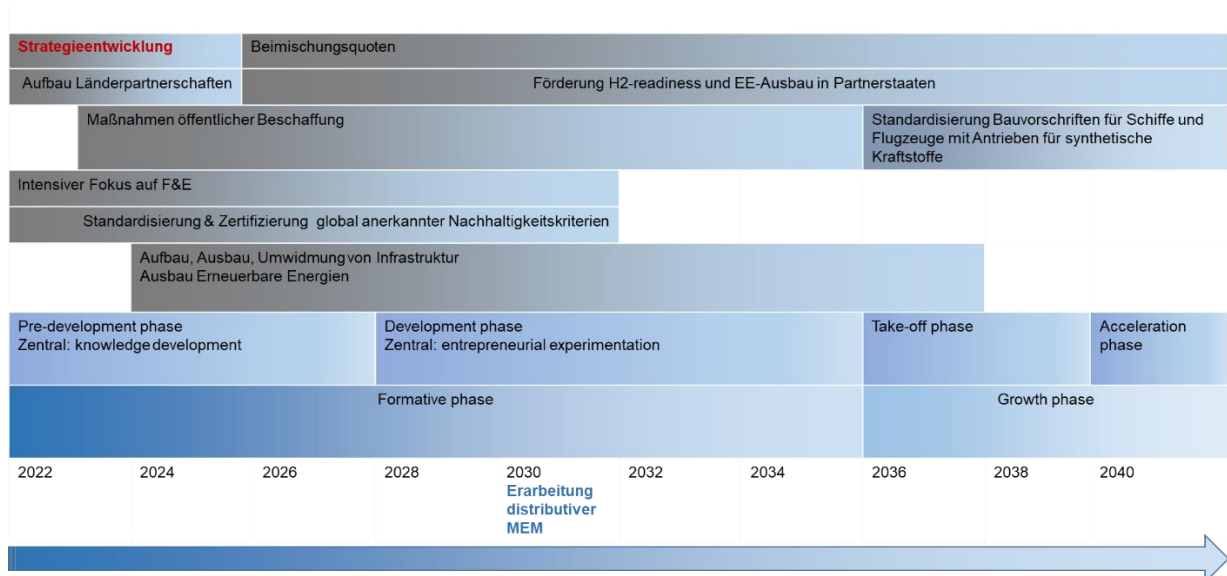 Strategieentwicklung
Beimischungsquoten
Aufbau Länderpartnerschaften
Förderung H2-readiness und EE-Ausbau in Partnerstaaten
Maßnahmen öffentlicher Beschaffung
Standardisierung Bauvorschriften für Schiffe und
Flugzeuge mit Antrieben für synthetische
Kraftstoffe
Intensiver Fokus auf F&E
Standardisierung & Zertifizierung global anerkannter Nachhaltigkeitskriterien
Aufbau, Ausbau, Umwidmung von Infrastruktur
Ausbau Erneuerbare Energien
Pre-development phase
Zentral: knowledge development
Development phase
Zentral: entrepreneurial experimentation
Take-off phase
Acceleration
phase
Formative phase
Growth phase
2022
2024
2026
2028
2030
2032
2034
2036
2038
2040
Erarbeitung
distributiver
MEM